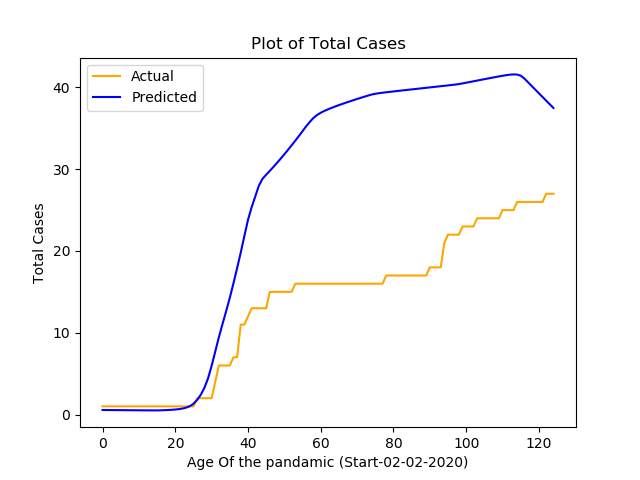 Plot of Total Cases
Actual
Predicted
40
30
20
10
0
Total Cases
0 20 40 60 80 100 120
Age Of the pandamic (Start-02-02-2020)